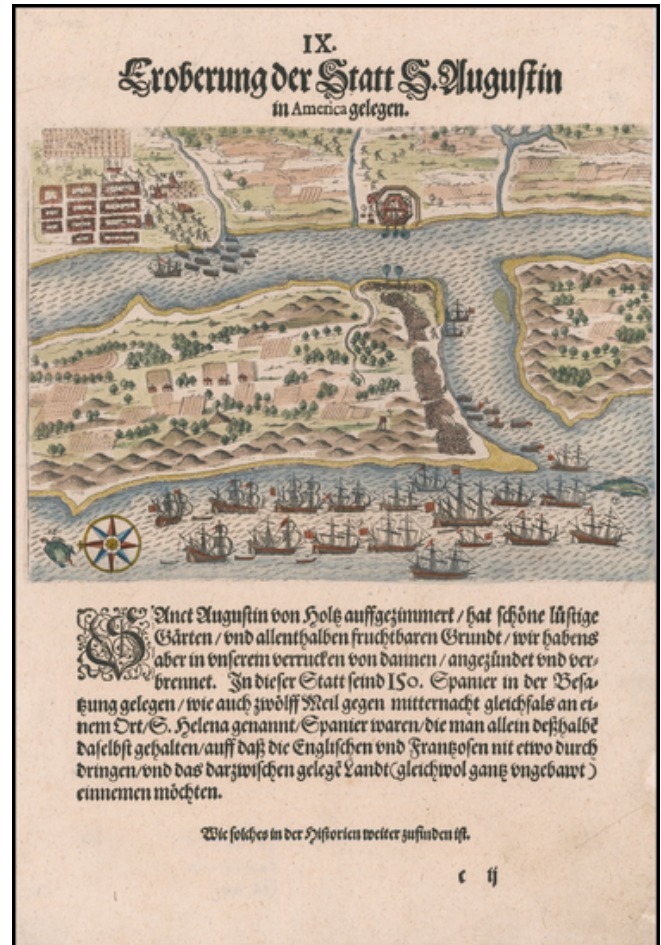 IX.
Eroberung der Statt S. Augustin
in America gelegen.
SAnct Augustin von Holtz auffgezimmert / hat schöne lüstige
Gärten / vnd allenthalben fruchtbaren Grundt / wir habens
aber in vnserem verrucken von dannen / angezündet vnd ver-
brennet. In dieser Statt seind 150. Spanier in der Besa-
tzung gelegen / wie auch zwölff Meil gegen mitternacht gleichfals an ei-
nem Ort / S. Helena genannt / Spanier waren / die man allein deßhalbē
daselbst gehalten / auff daß die Englischen vnd Frantzosen nit etwo durch
dringen / vnd das darzwischen gelegē Landt (gleichwol gantz vngebawt)
einnemen möchten.
Wie solches in der Historien weiter zufinden ist.
c ij